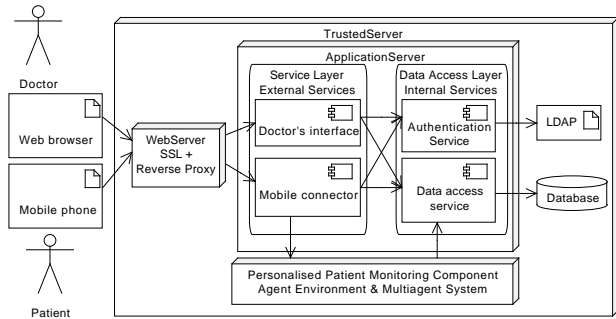 TrustedServer
ApplicationServer
Doctor
Web browser
Mobile phone
Patient
WebServer
SSL +
Reverse Proxy
Service Layer
External Services
Doctor's interface
Mobile connector
Data Access Layer
Internal Services
Authentication
Service
Data access
service
LDAP
Database
Personalised Patient Monitoring Component
Agent Environment & Multiagent System